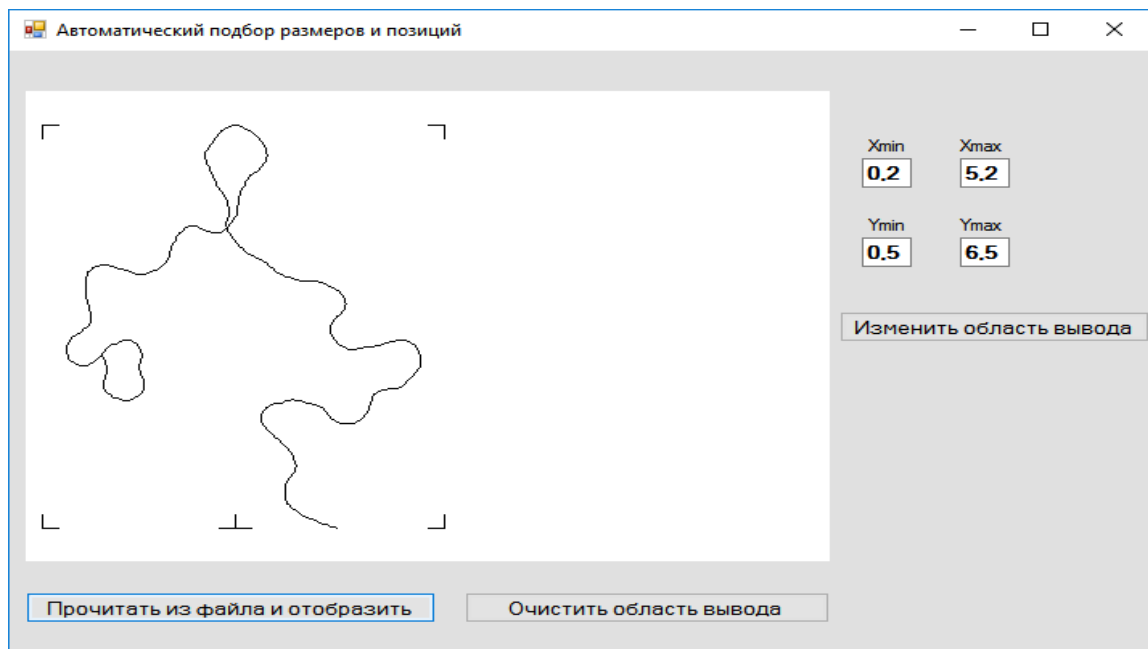 Автоматический подбор размеров и позиций
Xmin Xmax
0.2 5.2
Ymin Ymax
0.5 6.5
Изменить область вывода
Прочитать из файла и отобразить Очистить область вывода